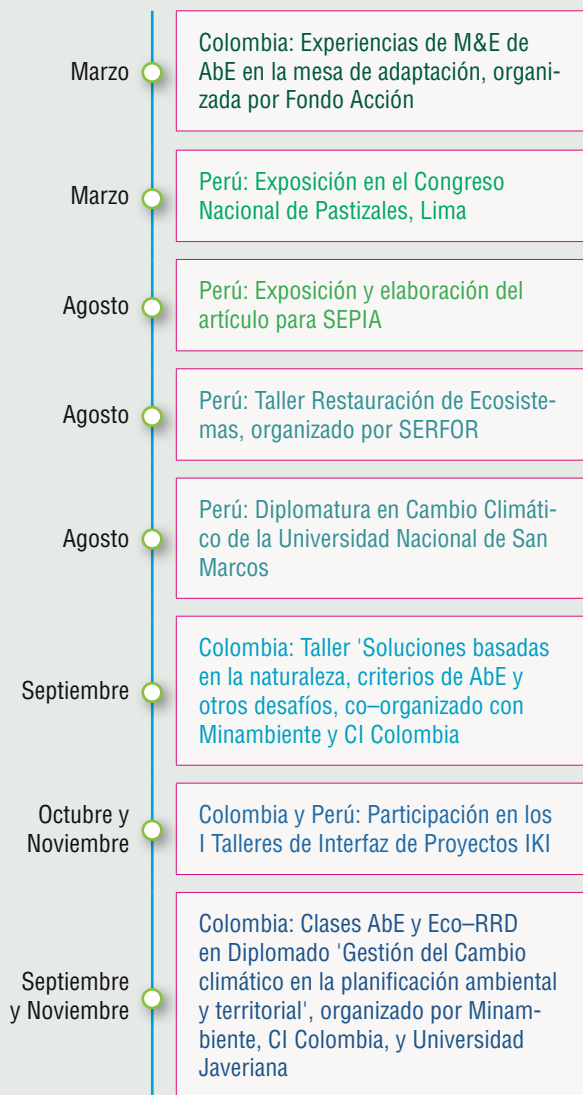 Marzo
Colombia: Experiencias de M&E de
AbE en la mesa de adaptación, organi-
zada por Fondo Acción
Marzo
Perú: Exposición en el Congreso
Nacional de Pastizales, Lima
Agosto
Perú: Exposición y elaboración del
artículo para SEPIA
Agosto
Perú: Taller Restauración de Ecosiste-
mas, organizado por SERFOR
Agosto
Perú: Diplomatura en Cambio Climáti-
co de la Universidad Nacional de San
Marcos
Septiembre
Colombia: Taller 'Soluciones basadas
en la naturaleza, criterios de AbE y
otros desafíos, co–organizado con
Minambiente y CI Colombia
Octubre y
Noviembre
Colombia y Perú: Participación en los
I Talleres de Interfaz de Proyectos IKI
Septiembre
y Noviembre
Colombia: Clases AbE y Eco–RRD
en Diplomado 'Gestión del Cambio
climático en la planificación ambiental
y territorial', organizado por Minam-
biente, CI Colombia, y Universidad
Javeriana